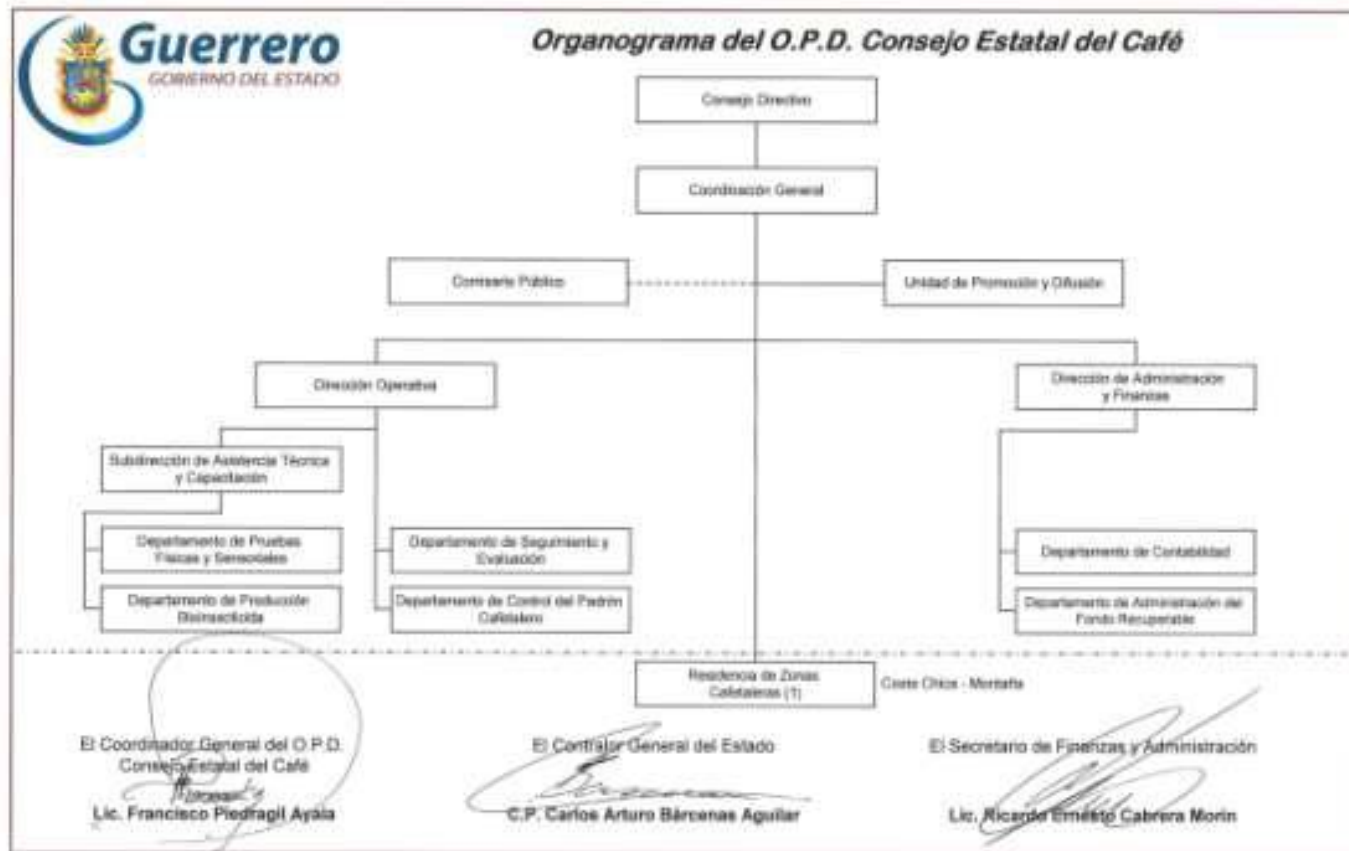 Guerrero
GOBIERNO DEL ESTADO
Organograma del O.P.D. Consejo Estatal del Café
Consejo Directivo
Coordinación General
Comisario Público
Unidad de Promoción y Difusión
Dirección Operativa
Dirección de Administración
y Finanzas
Subdirección de Asistencia Técnica
y Capacitación
Departamento de Pruebas
Físicas y Sensoriales
Departamento de Seguimiento y
Evaluación
Departamento de Contabilidad
Departamento de Producción
Bioinsecticida
Departamento de Control del Padrón
Cafetalero
Departamento de Administración del
Fondo Recuperable
Residencia de Zonas
Cafetaleras (1)
Costa Chica - Montaña
El Coordinador General del O.P.D.
Consejo Estatal del Café
Lic. Francisco Piedragil Ayala
El Contralor General del Estado
C.P. Carlos Arturo Bárcenas Aguilar
El Secretario de Finanzas y Administración
Lic. Ricardo Ernesto Cabrera Morin